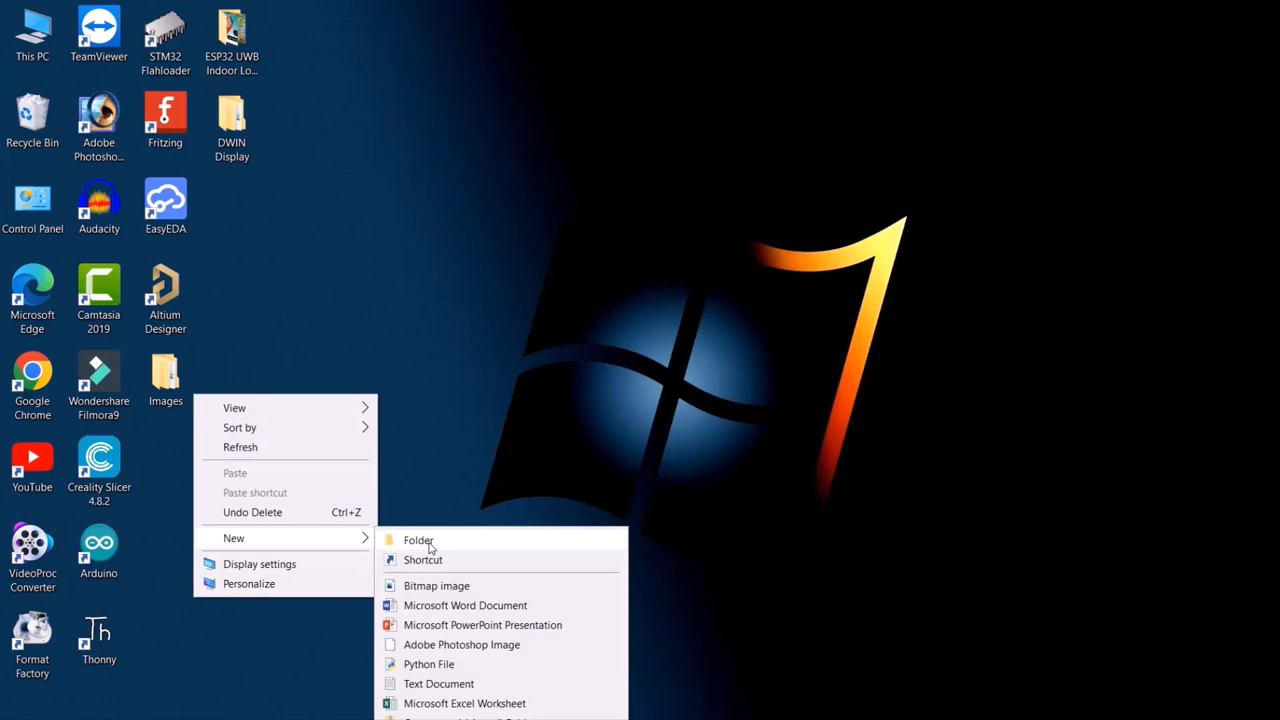 This PC
TeamViewer
STM32
Flahloader
ESP32 UWB
Indoor Lo...
Recycle Bin
Adobe
Photosho...
Fritzing
DWIN
Display
Control Panel
Audacity
EasyEDA
Microsoft
Edge
Camtasia
2019
Altium
Designer
Google
Chrome
Wondershare
Filmora9
Images
YouTube
Creality Slicer
4.8.2
VideoProc
Converter
Arduino
Format
Factory
Th
Thonny
View
Sort by
Refresh
Paste
Paste shortcut
Undo Delete Ctrl+Z
New
Display settings
Personalize
Folder
Shortcut
Bitmap image
Microsoft Word Document
Microsoft PowerPoint Presentation
Adobe Photoshop Image
Python File
Text Document
Microsoft Excel Worksheet